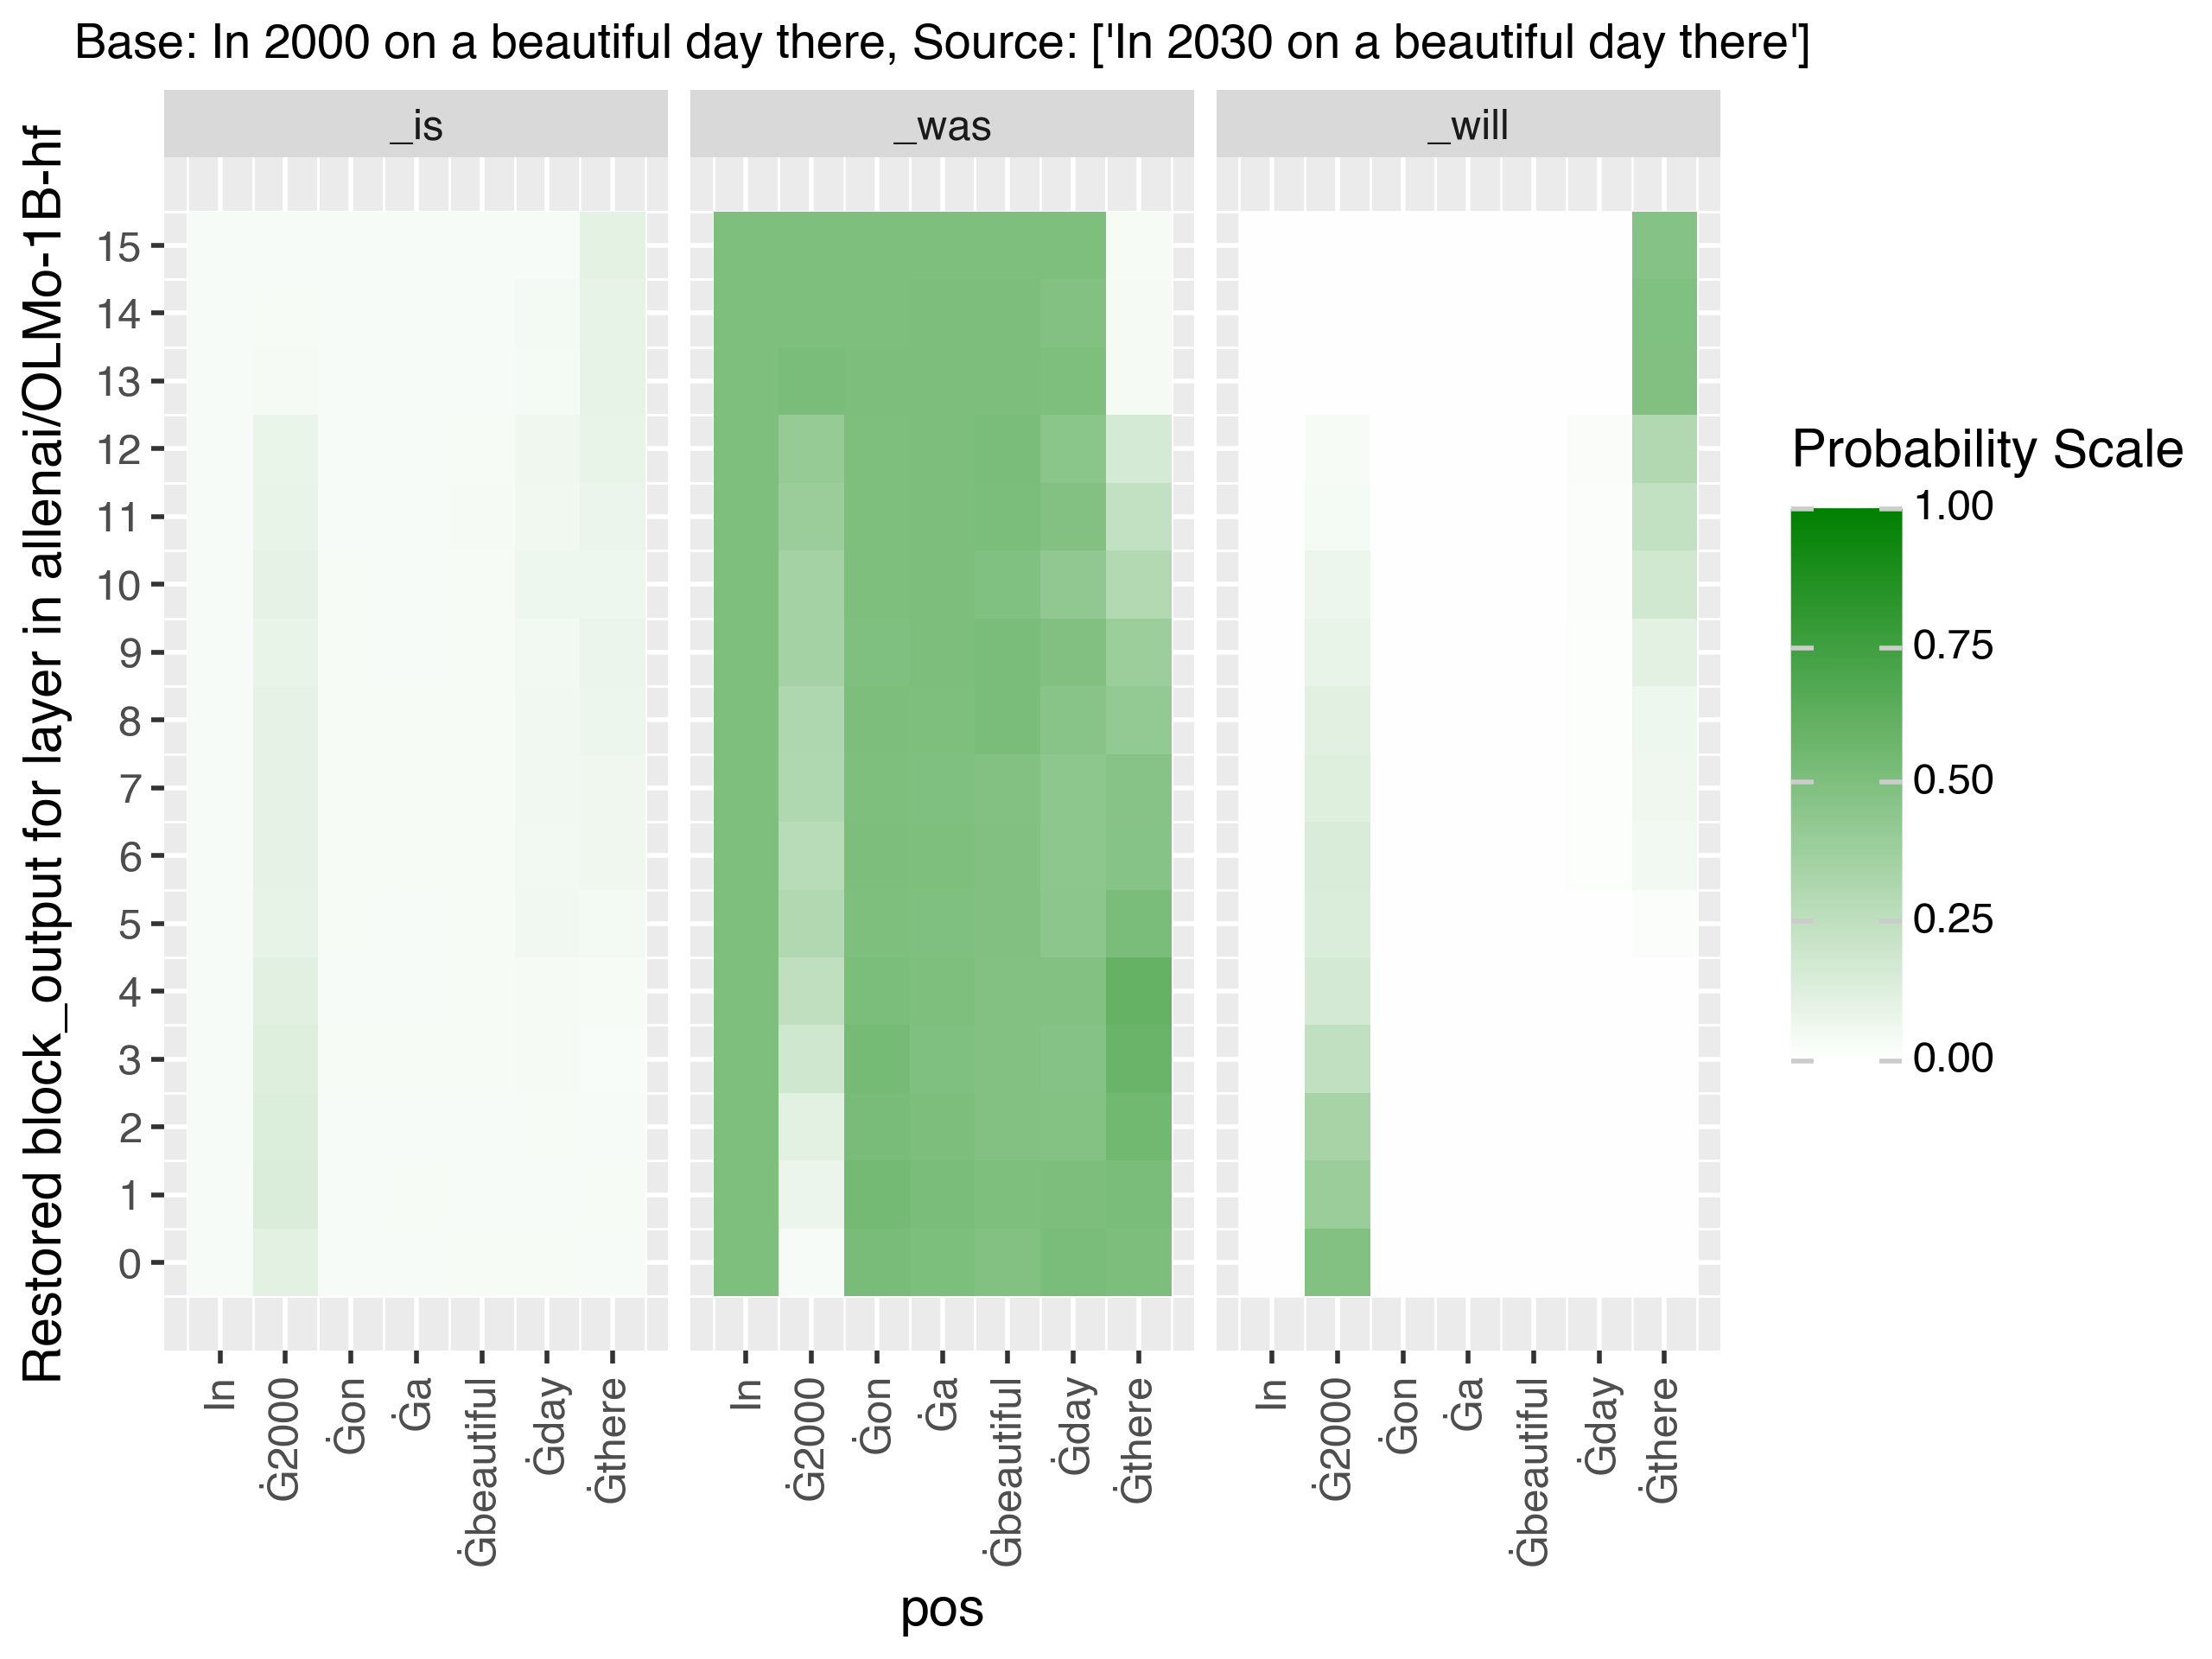 Base: In 2000 on a beautiful day there, Source: ['In 2030 on a beautiful day there']
_is
_was
_will
Restored block_output for layer in allenai/OLMo-1B-hf
15
14
13
12
11
10
9
8
7
6
5
4
3
2
1
0
In
Ġ2000
Ġon
Ġa
Ġbeautiful
Ġday
Ġthere
In
Ġ2000
Ġon
Ġa
Ġbeautiful
Ġday
Ġthere
In
Ġ2000
Ġon
Ġa
Ġbeautiful
Ġday
Ġthere
pos
Probability Scale
1.00
0.75
0.50
0.25
0.00